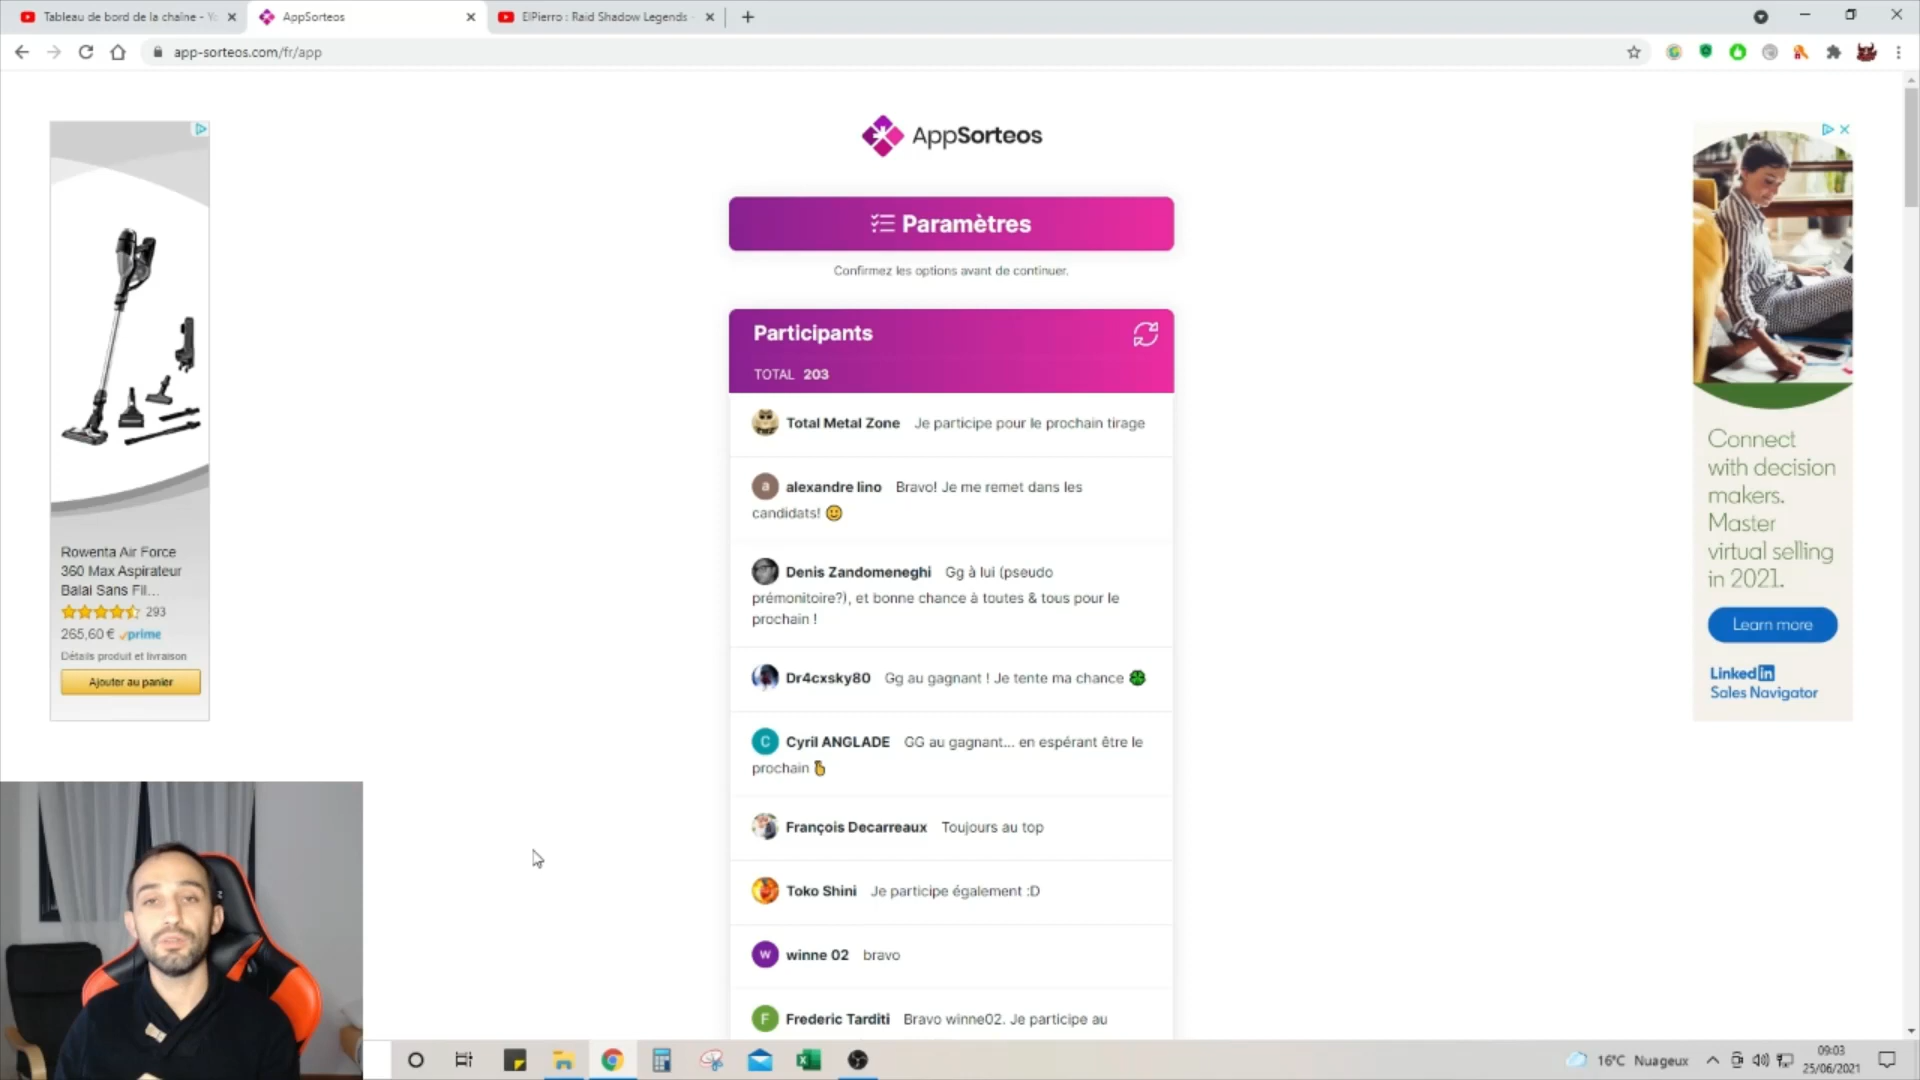 Tableau de bord de la chaîne - Yo
AppSorteos
ElPierro : Raid Shadow Legends -
app-sorteos.com/fr/app
AppSorteos
Paramètres
Confirmez les options avant de continuer.
Participants
TOTAL 203
Total Metal Zone Je participe pour le prochain tirage
a alexandre lino Bravo! Je me remet dans les
candidats! 🙂
Denis Zandomeneghi Gg à lui (pseudo
prémonitoire?), et bonne chance à toutes & tous pour le
prochain !
Dr4cxsky80 Gg au gagnant ! Je tente ma chance 🍀
C Cyril ANGLADE GG au gagnant... en espérant être le
prochain
François Decarreaux Toujours au top
Toko Shini Je participe également :D
w winne 02 bravo
F Frederic Tarditi Bravo winne02. Je participe au
Rowenta Air Force
360 Max Aspirateur
Balai Sans Fil...
293
265,60 € prime
Détails produit et livraison
Ajouter au panier
Connect
with decision
makers.
Master
virtual selling
in 2021.
Learn more
LinkedIn
Sales Navigator
16°C Nuageux
09:03
25/06/2021